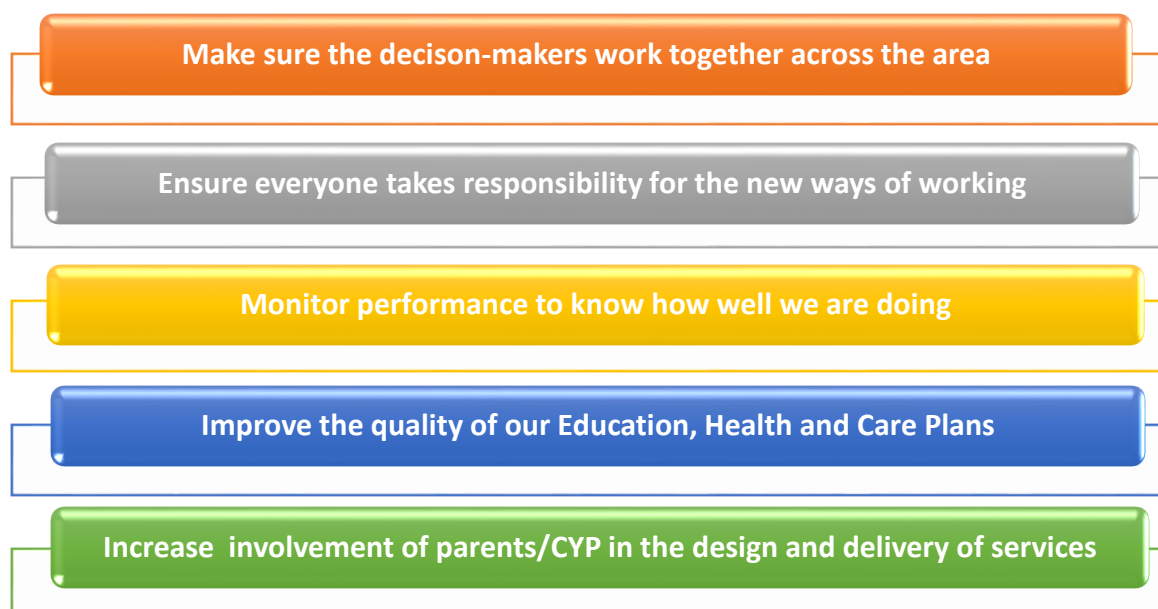 Make sure the decison-makers work together across the area
Ensure everyone takes responsibility for the new ways of working
Monitor performance to know how well we are doing
Improve the quality of our Education, Health and Care Plans
Increase  involvement of parents/CYP in the design and delivery of services